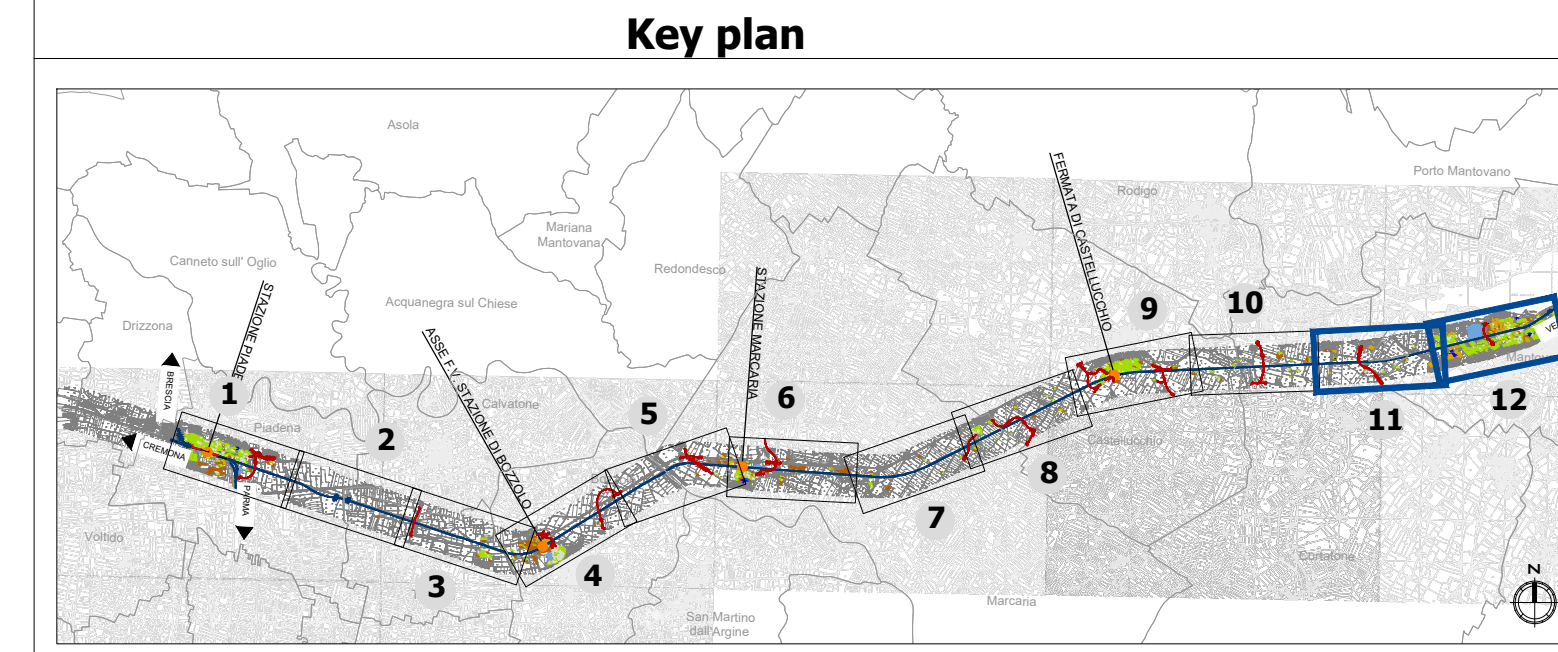 Key plan
Asola
Porto Mantovano
Rodigo
FERMATA DI CASTELLUCCHIO
Mariana
Mantovana
Canneto sull' Oglio
Redondesco
STAZIONE MARCARIA
STAZIONE PIADE
Acquanegra sul Chiese
Drizzona
ASSE F.V. STAZIONE DI BOZZOLO
BRESCIA
9
10
1
Calvatone
6
5
Mantov
12
11
Piadena
2
CREMONA
Castellucchio
8
PARMA
Voltido
7
Curtatone
3
4
N
Marcaria
San Martino
dall'Argine